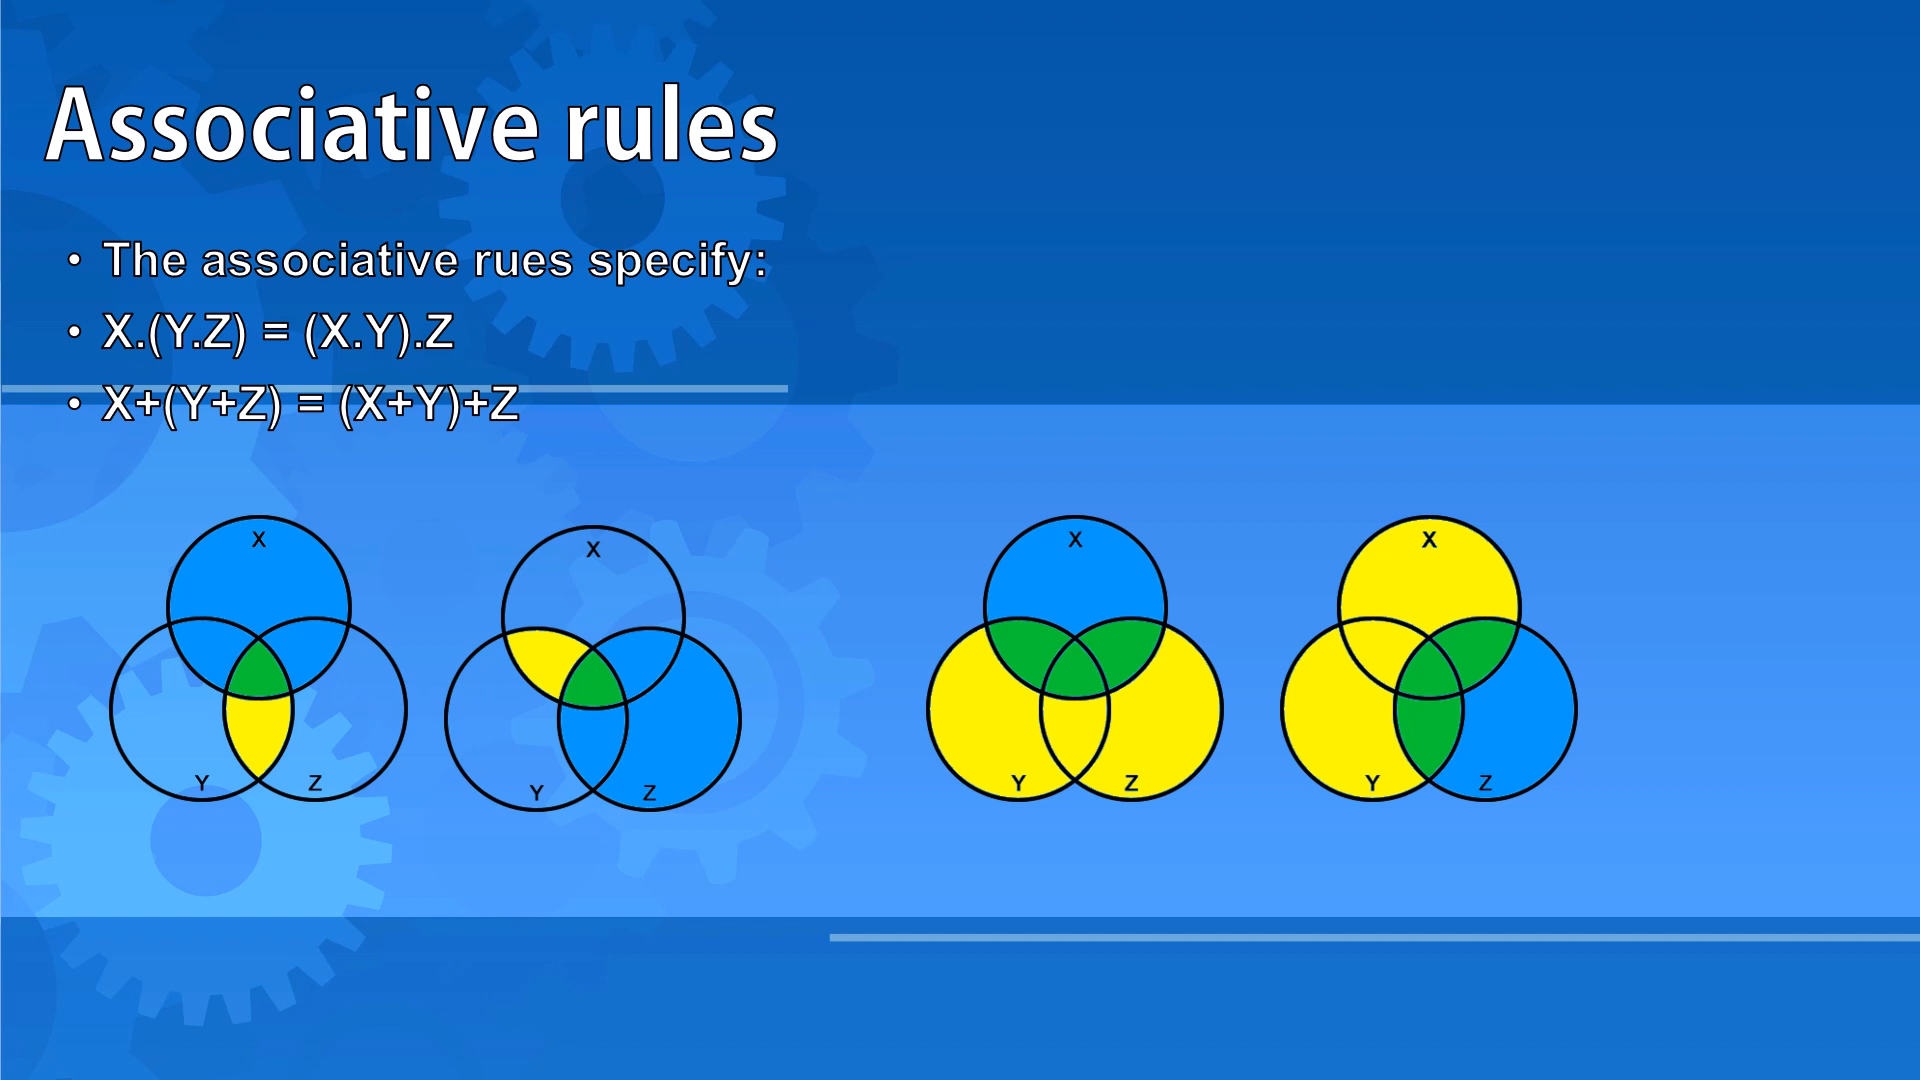 Associative rules
• The associative rues specify:
• X.(Y.Z) = (X.Y).Z
• X+(Y+Z) = (X+Y)+Z
X
Y Z
X
Y Z
X
Y Z
X
Y Z